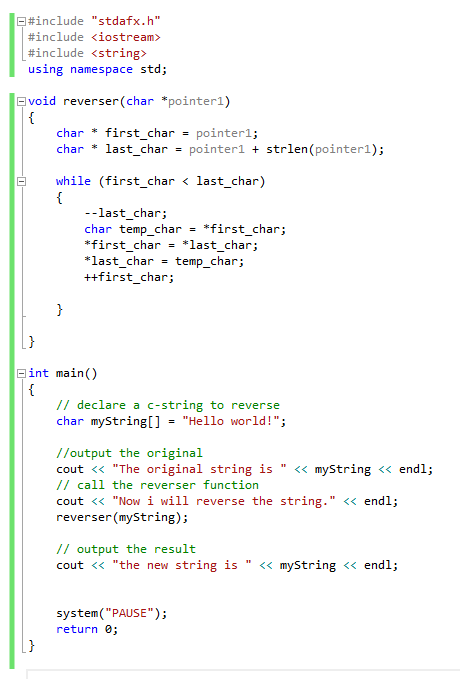 #include "stdafx.h"
#include <iostream>
#include <string>
using namespace std;

void reverser(char *pointer1)
{
    char * first_char = pointer1;
    char * last_char = pointer1 + strlen(pointer1);

    while (first_char < last_char)
    {
        --last_char;
        char temp_char = *first_char;
        *first_char = *last_char;
        *last_char = temp_char;
        ++first_char;

    }

}

int main()
{
    // declare a c-string to reverse
    char myString[] = "Hello world!";

    //output the original
    cout << "The original string is " << myString << endl;
    // call the reverser function
    cout << "Now i will reverse the string." << endl;
    reverser(myString);

    // output the result
    cout << "the new string is " << myString << endl;


    system("PAUSE");
    return 0;
}